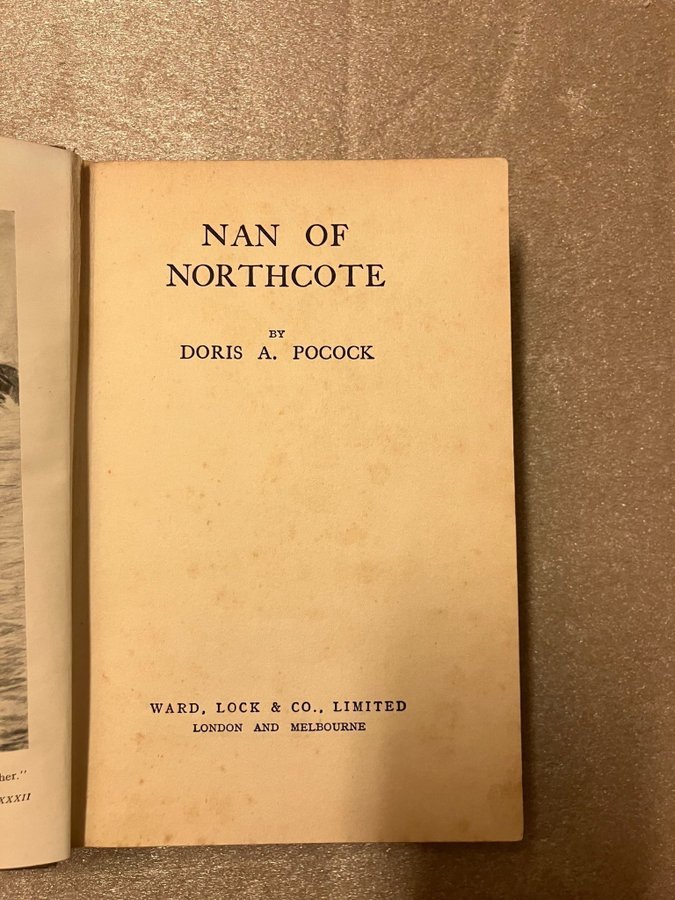 her."
XXXII
NAN OF
NORTHCOTE
BY
DORIS A. POCOCK
WARD, LOCK & CO., LIMITED
LONDON AND MELBOURNE